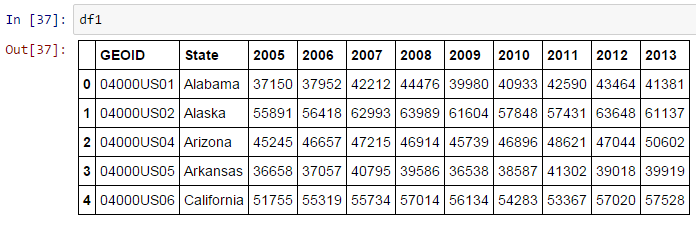 In [37]: df1
Out[37]:
GEOID State 2005 2006 2007 2008 2009 2010 2011 2012 2013
0 04000US01 Alabama 37150 37952 42212 44476 39980 40933 42590 43464 41381
1 04000US02 Alaska 55891 56418 62993 63989 61604 57848 57431 63648 61137
2 04000US04 Arizona 45245 46657 47215 46914 45739 46896 48621 47044 50602
3 04000US05 Arkansas 36658 37057 40795 39586 36538 38587 41302 39018 39919
4 04000US06 California 51755 55319 55734 57014 56134 54283 53367 57020 57528